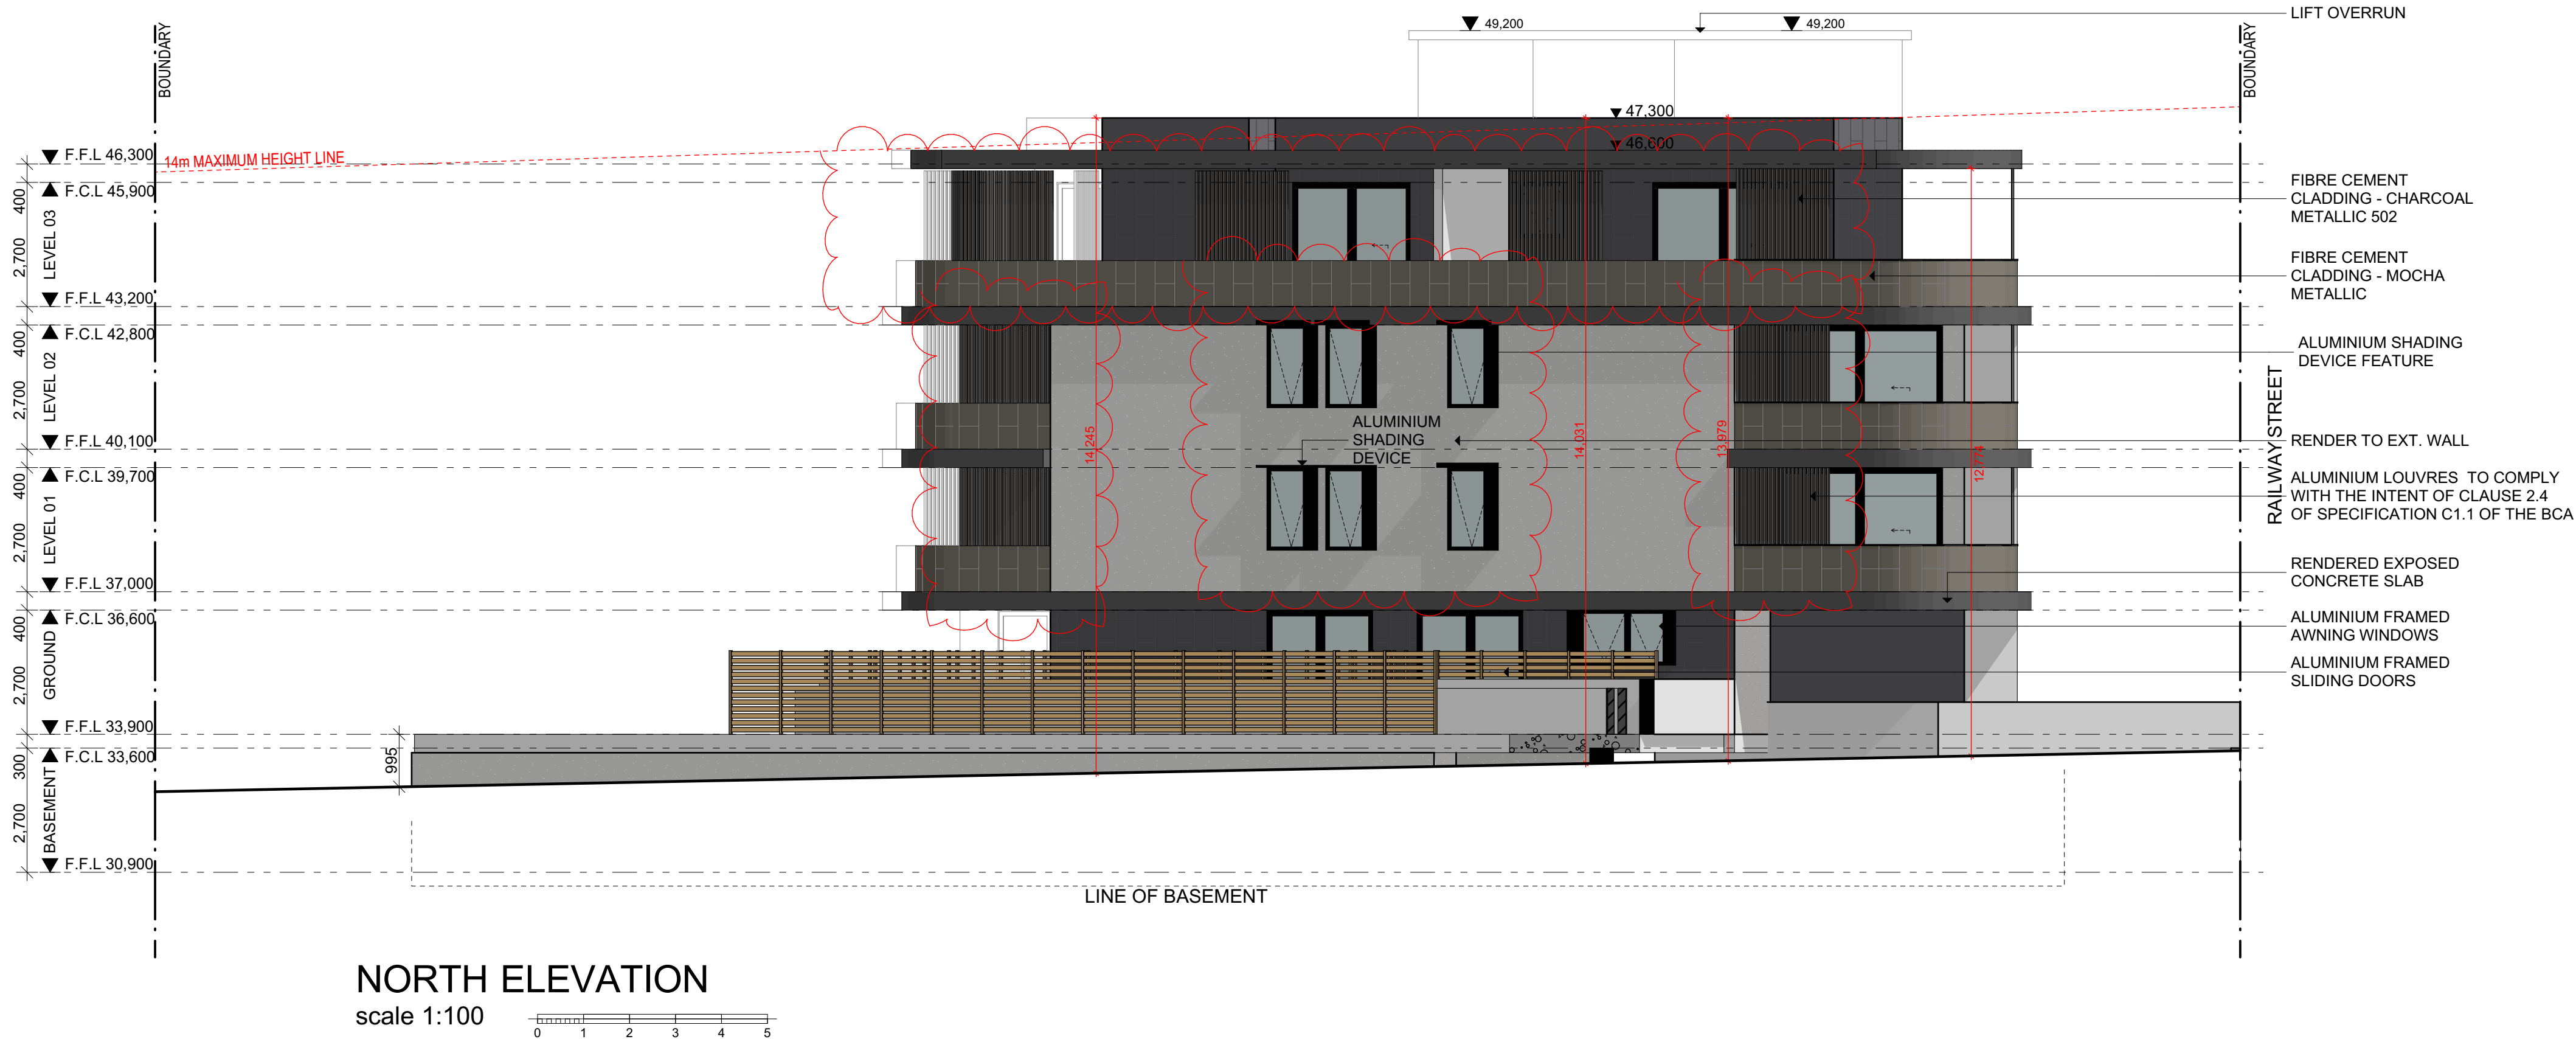 BOUNDARY
49,200
49,200
LIFT OVERRUN
BOUNDARY
47,300
46,600
14m MAXIMUM HEIGHT LINE
F.F.L 46,300
F.C.L 45,900
400
LEVEL 03
2,700
F.F.L 43,200
F.C.L 42,800
400
LEVEL 02
2,700
F.F.L 40,100
F.C.L 39,700
400
LEVEL 01
2,700
F.F.L 37,000
F.C.L 36,600
400
GROUND
2,700
F.F.L 33,900
F.C.L 33,600
300
BASEMENT
2,700
F.F.L 30,900
995
14,245
14,031
13,979
12,774
ALUMINIUM
SHADING
DEVICE
FIBRE CEMENT
CLADDING - CHARCOAL
METALLIC 502
FIBRE CEMENT
CLADDING - MOCHA
METALLIC
ALUMINIUM SHADING
DEVICE FEATURE
RAILWAY STREET
RENDER TO EXT. WALL
ALUMINIUM LOUVRES TO COMPLY
WITH THE INTENT OF CLAUSE 2.4
OF SPECIFICATION C1.1 OF THE BCA
RENDERED EXPOSED
CONCRETE SLAB
ALUMINIUM FRAMED
AWNING WINDOWS
ALUMINIUM FRAMED
SLIDING DOORS
LINE OF BASEMENT
NORTH ELEVATION
scale 1:100
0 1 2 3 4 5